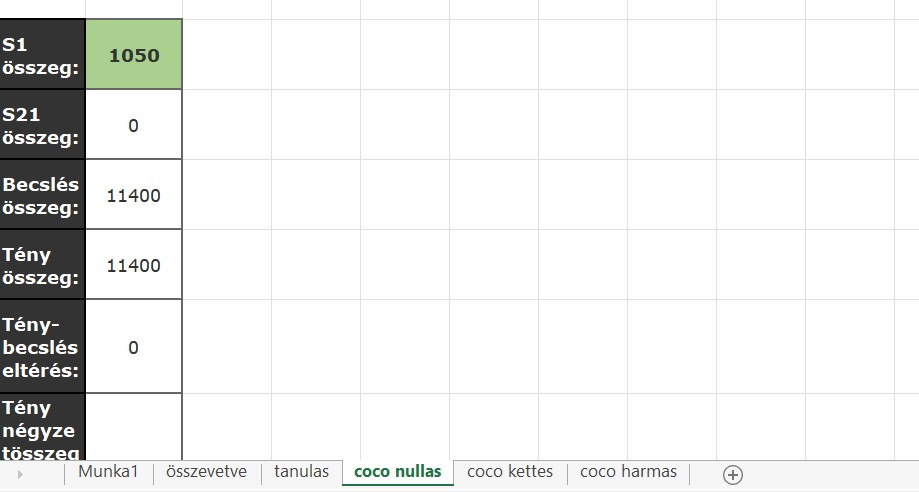 S1
összeg:
1050
S21
összeg:
0
Becslés
összeg:
11400
Tény
összeg:
11400
Tény-
becslés
eltérés:
0
Tény
négyze
tösszeg
Munka1 összevetve tanulas coco nullas coco kettes coco harmas